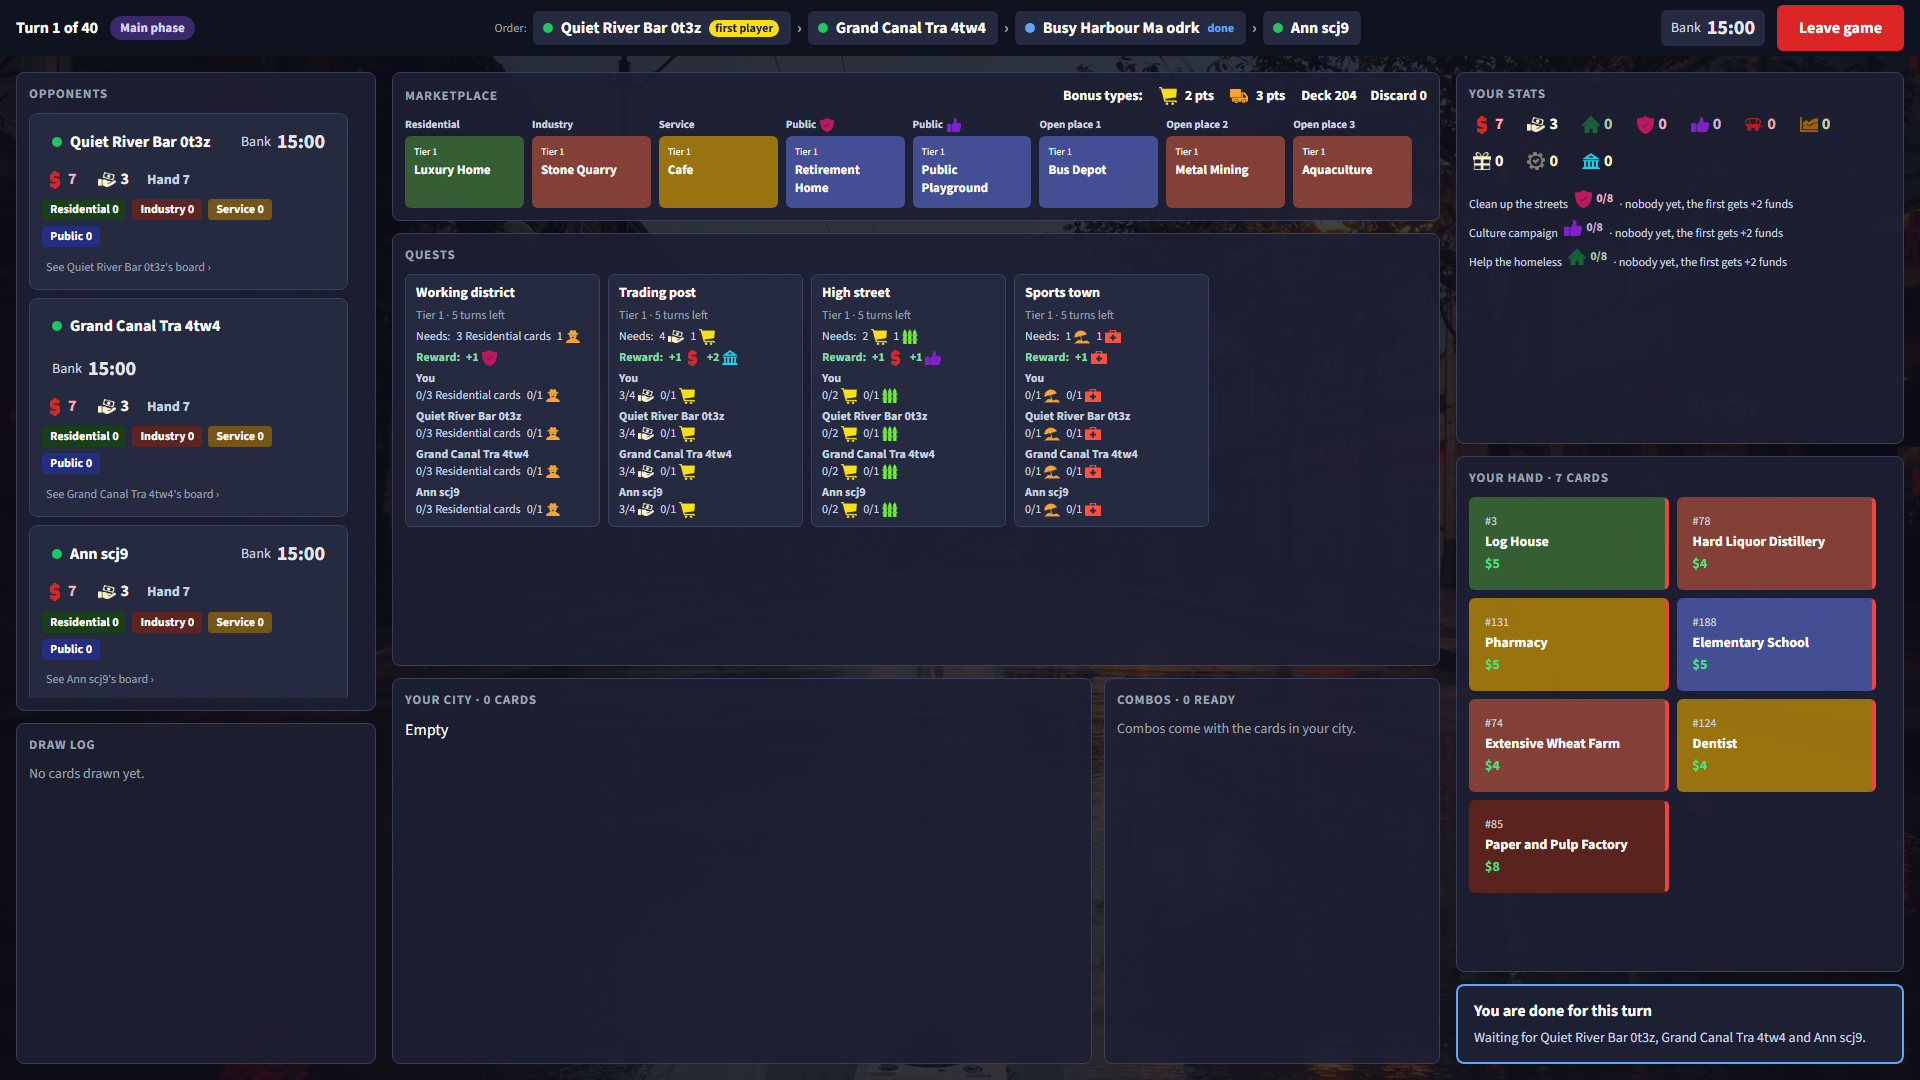 Turn 1 of 40 Main phase
Order: Quiet River Bar 0t3z first player › Grand Canal Tra 4tw4 › Busy Harbour Ma odrk done › Ann scj9
Bank 15:00 Leave game
OPPONENTS
Quiet River Bar 0t3z Bank 15:00
7 3 Hand 7
Residential 0 Industry 0 Service 0
Public 0
See Quiet River Bar 0t3z's board ›
Grand Canal Tra 4tw4
Bank 15:00
7 3 Hand 7
Residential 0 Industry 0 Service 0
Public 0
See Grand Canal Tra 4tw4's board ›
Ann scj9 Bank 15:00
7 3 Hand 7
Residential 0 Industry 0 Service 0
Public 0
See Ann scj9's board ›
DRAW LOG
No cards drawn yet.
MARKETPLACE
Bonus types: 2 pts 3 pts Deck 204 Discard 0
Residential Industry Service Public Public Open place 1 Open place 2 Open place 3
Tier 1 Tier 1 Tier 1 Tier 1 Tier 1 Tier 1 Tier 1 Tier 1
Luxury Home Stone Quarry Cafe Retirement Public Bus Depot Metal Mining Aquaculture
Home Playground
QUESTS
Working district
Tier 1 · 5 turns left
Needs: 3 Residential cards 1
Reward: +1
You
0/3 Residential cards 0/1
Quiet River Bar 0t3z
0/3 Residential cards 0/1
Grand Canal Tra 4tw4
0/3 Residential cards 0/1
Ann scj9
0/3 Residential cards 0/1
Trading post
Tier 1 · 5 turns left
Needs: 4 1
Reward: +1 +2
You
3/4 0/1
Quiet River Bar 0t3z
3/4 0/1
Grand Canal Tra 4tw4
3/4 0/1
Ann scj9
3/4 0/1
High street
Tier 1 · 5 turns left
Needs: 2 1
Reward: +1 +1
You
0/2 0/1
Quiet River Bar 0t3z
0/2 0/1
Grand Canal Tra 4tw4
0/2 0/1
Ann scj9
0/2 0/1
Sports town
Tier 1 · 5 turns left
Needs: 1 1
Reward: +1
You
0/1 0/1
Quiet River Bar 0t3z
0/1 0/1
Grand Canal Tra 4tw4
0/1 0/1
Ann scj9
0/1 0/1
YOUR CITY · 0 CARDS
Empty
COMBOS · 0 READY
Combos come with the cards in your city.
YOUR STATS
7 3 0 0 0 0 0
0 0 0
Clean up the streets 0/8 · nobody yet, the first gets +2 funds
Culture campaign 0/8 · nobody yet, the first gets +2 funds
Help the homeless 0/8 · nobody yet, the first gets +2 funds
YOUR HAND · 7 CARDS
#3
Log House
$5
#78
Hard Liquor Distillery
$4
#131
Pharmacy
$5
#188
Elementary School
$5
#74
Extensive Wheat Farm
$4
#124
Dentist
$4
#85
Paper and Pulp Factory
$8
You are done for this turn
Waiting for Quiet River Bar 0t3z, Grand Canal Tra 4tw4 and Ann scj9.